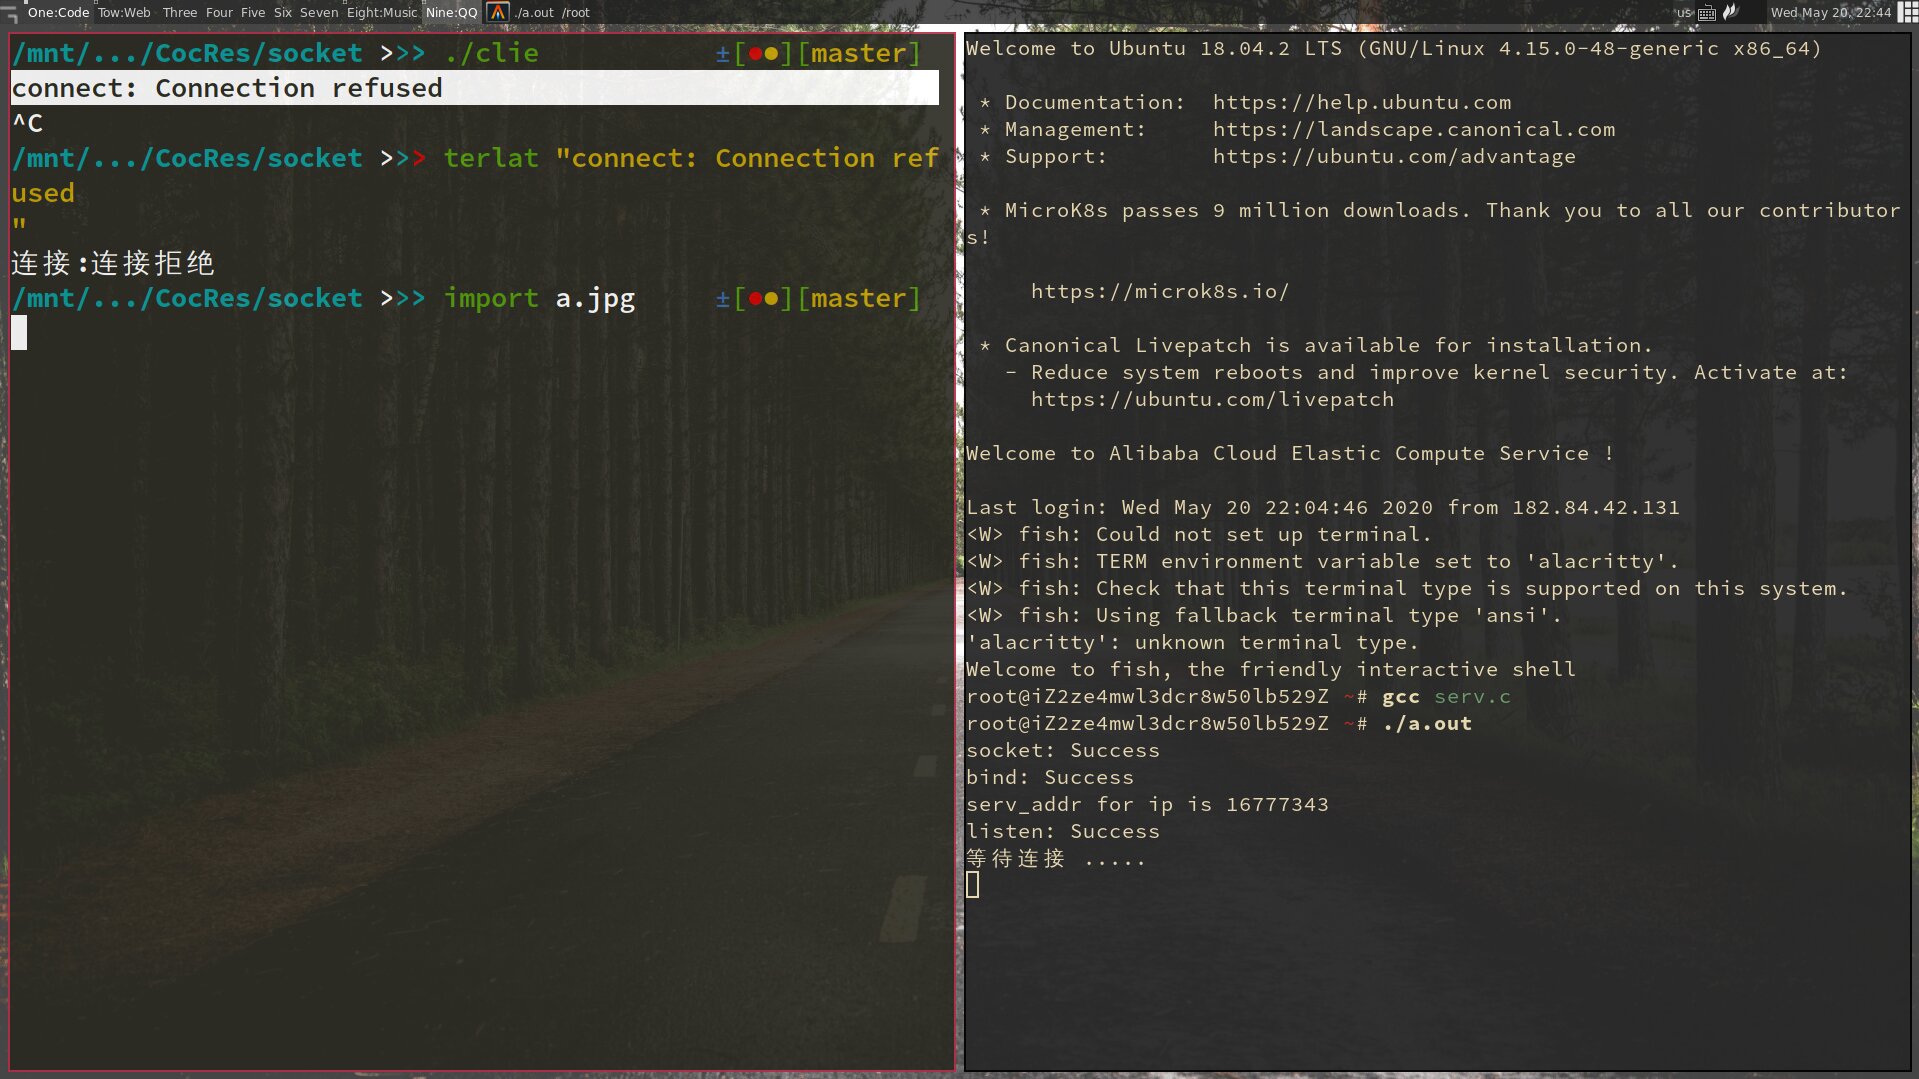 One:Code Tow:Web Three Four Five Six Seven Eight:Music Nine:QQ ./a.out /root us Wed May 20, 22:44
/mnt/.../CocRes/socket >>> ./clie ±[●●][master]
connect: Connection refused
^C
/mnt/.../CocRes/socket >>> terlat "connect: Connection ref
used
"
连接:连接拒绝
/mnt/.../CocRes/socket >>> import a.jpg ±[●●][master]
Welcome to Ubuntu 18.04.2 LTS (GNU/Linux 4.15.0-48-generic x86_64)
* Documentation: https://help.ubuntu.com
* Management: https://landscape.canonical.com
* Support: https://ubuntu.com/advantage
* MicroK8s passes 9 million downloads. Thank you to all our contributor
s!
https://microk8s.io/
* Canonical Livepatch is available for installation.
- Reduce system reboots and improve kernel security. Activate at:
https://ubuntu.com/livepatch
Welcome to Alibaba Cloud Elastic Compute Service !
Last login: Wed May 20 22:04:46 2020 from 182.84.42.131
<W> fish: Could not set up terminal.
<W> fish: TERM environment variable set to 'alacritty'.
<W> fish: Check that this terminal type is supported on this system.
<W> fish: Using fallback terminal type 'ansi'.
'alacritty': unknown terminal type.
Welcome to fish, the friendly interactive shell
root@iZ2ze4mwl3dcr8w50lb529Z ~# gcc serv.c
root@iZ2ze4mwl3dcr8w50lb529Z ~# ./a.out
socket: Success
bind: Success
serv_addr for ip is 16777343
listen: Success
等待连接 .....